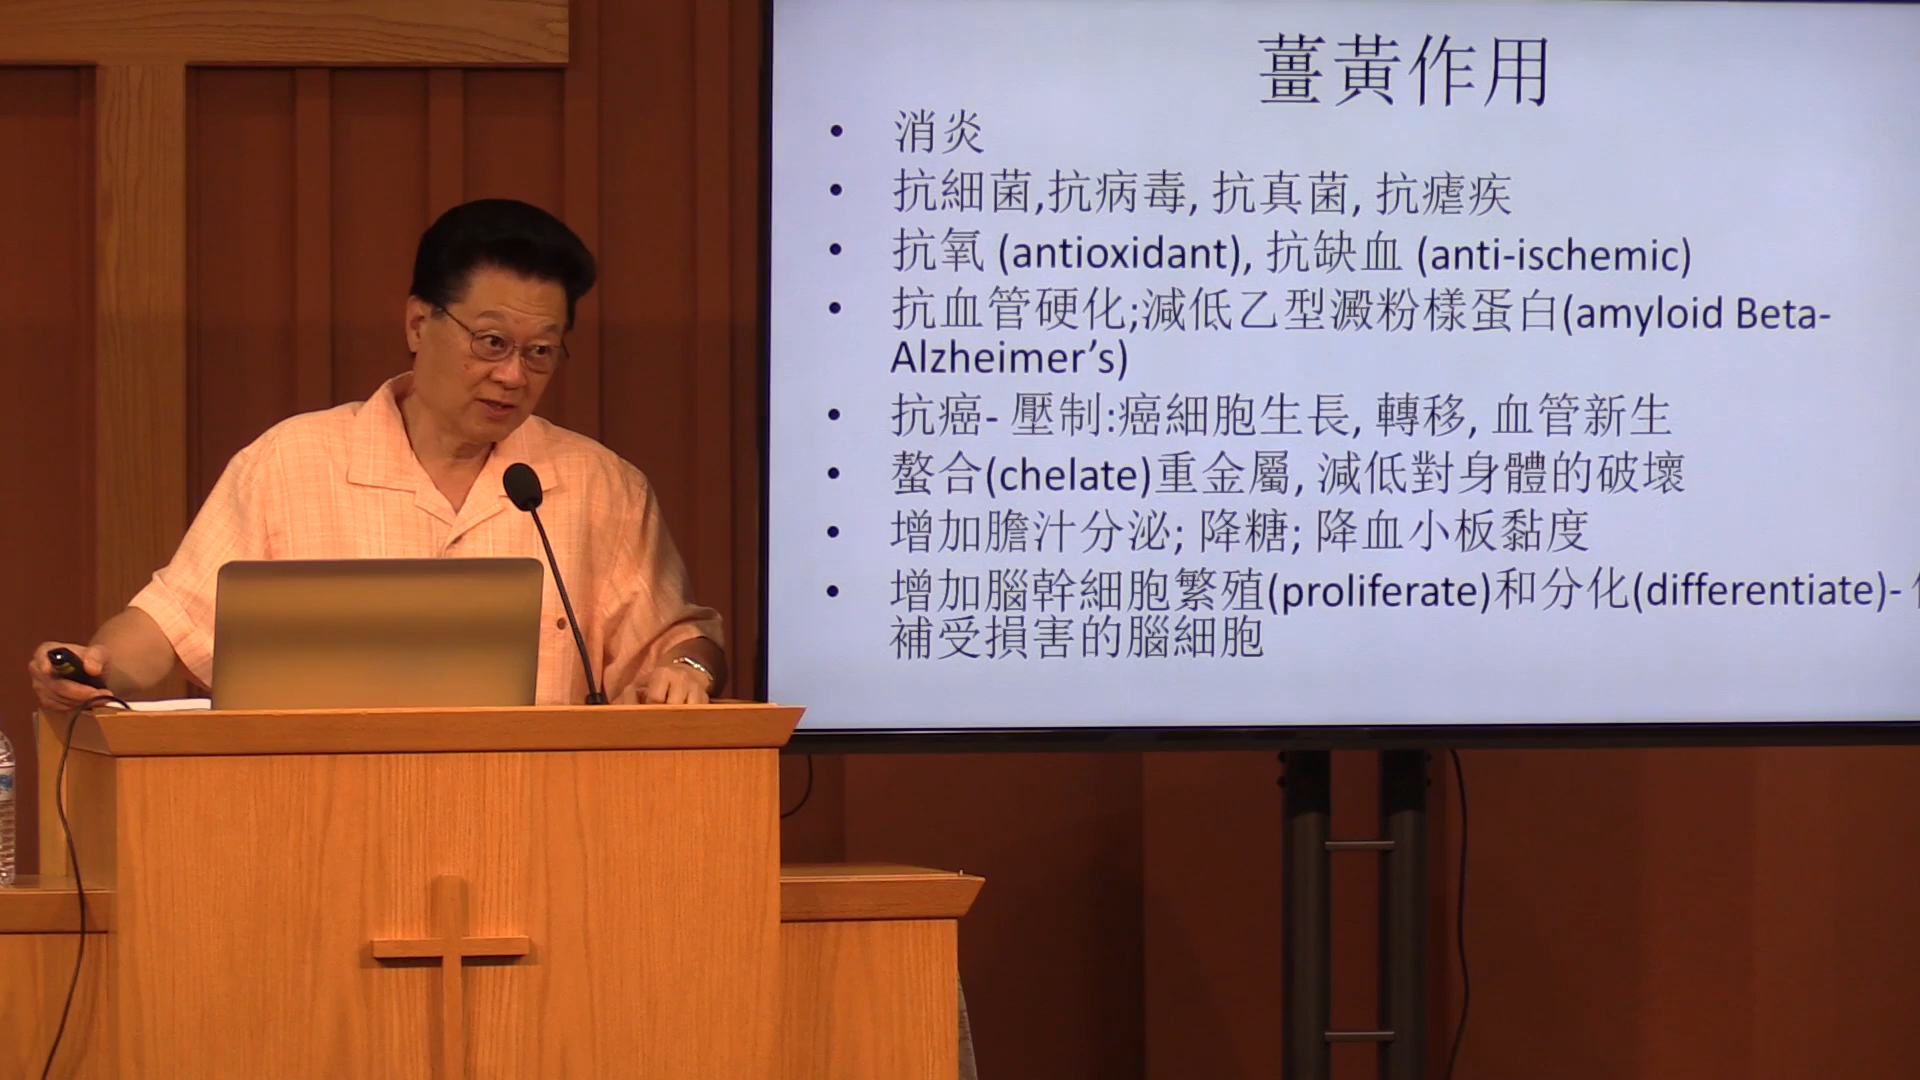 薑黃作用
• 消炎
• 抗細菌,抗病毒, 抗真菌, 抗瘧疾
• 抗氧 (antioxidant), 抗缺血 (anti-ischemic)
• 抗血管硬化;減低乙型澱粉樣蛋白(amyloid Beta-
Alzheimer’s)
• 抗癌- 壓制:癌細胞生長, 轉移, 血管新生
• 螯合(chelate)重金屬, 減低對身體的破壞
• 增加膽汁分泌; 降糖; 降血小板黏度
• 增加腦幹細胞繁殖(proliferate)和分化(differentiate)-
補受損害的腦細胞